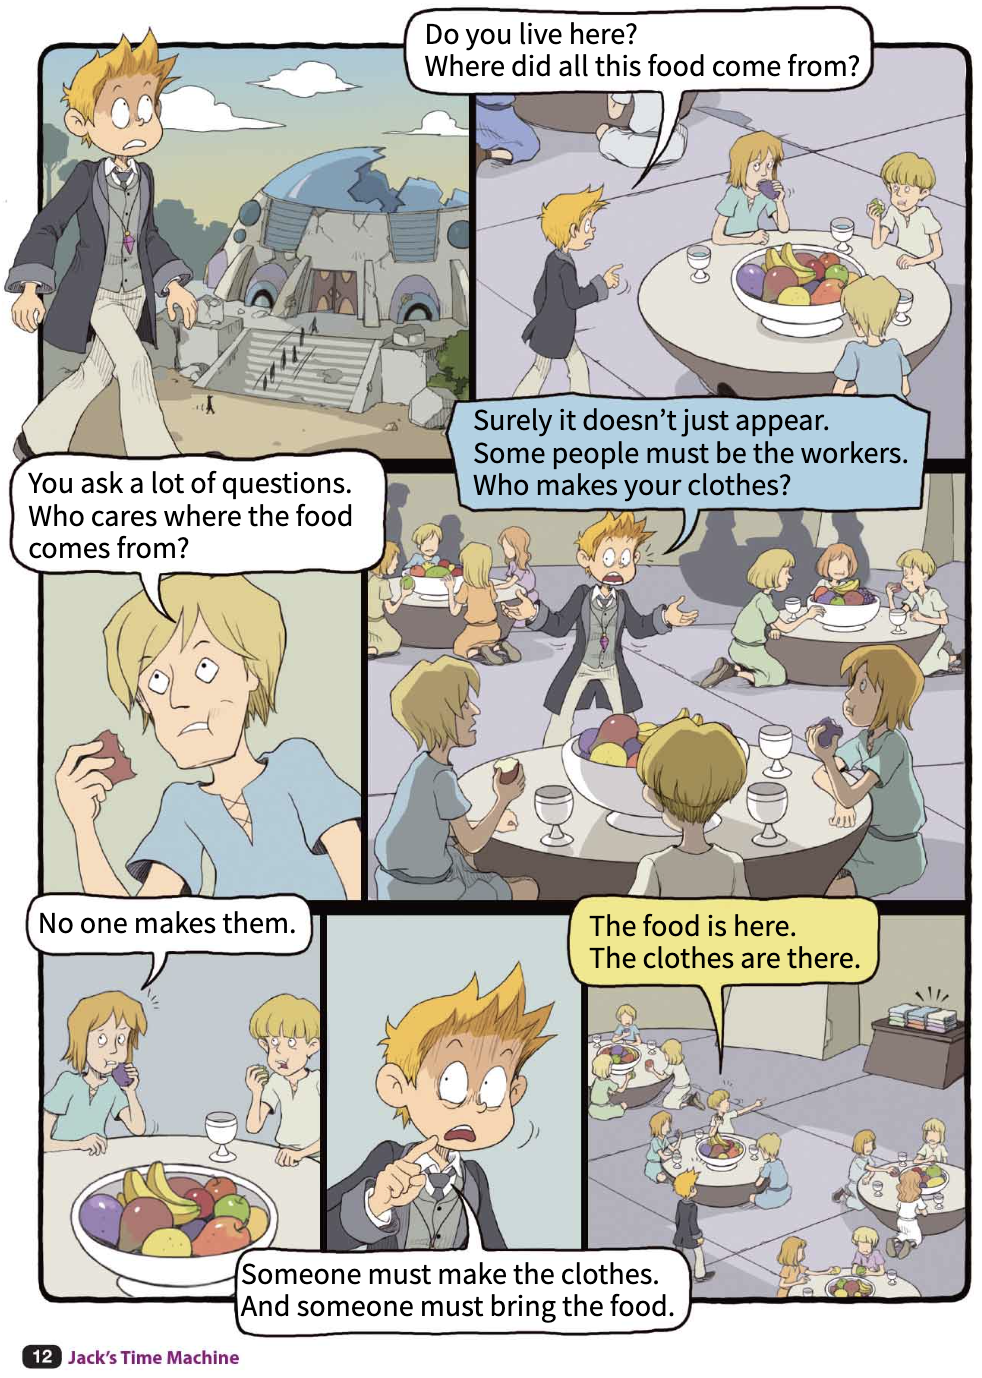 Do you live here?
Where did all this food come from?
Surely it doesn't just appear.
Some people must be the workers.
Who makes your clothes?
You ask a lot of questions.
Who cares where the food
comes from?
No one makes them.
The food is here.
The clothes are there.
Someone must make the clothes.
And someone must bring the food.
12 Jack's Time Machine